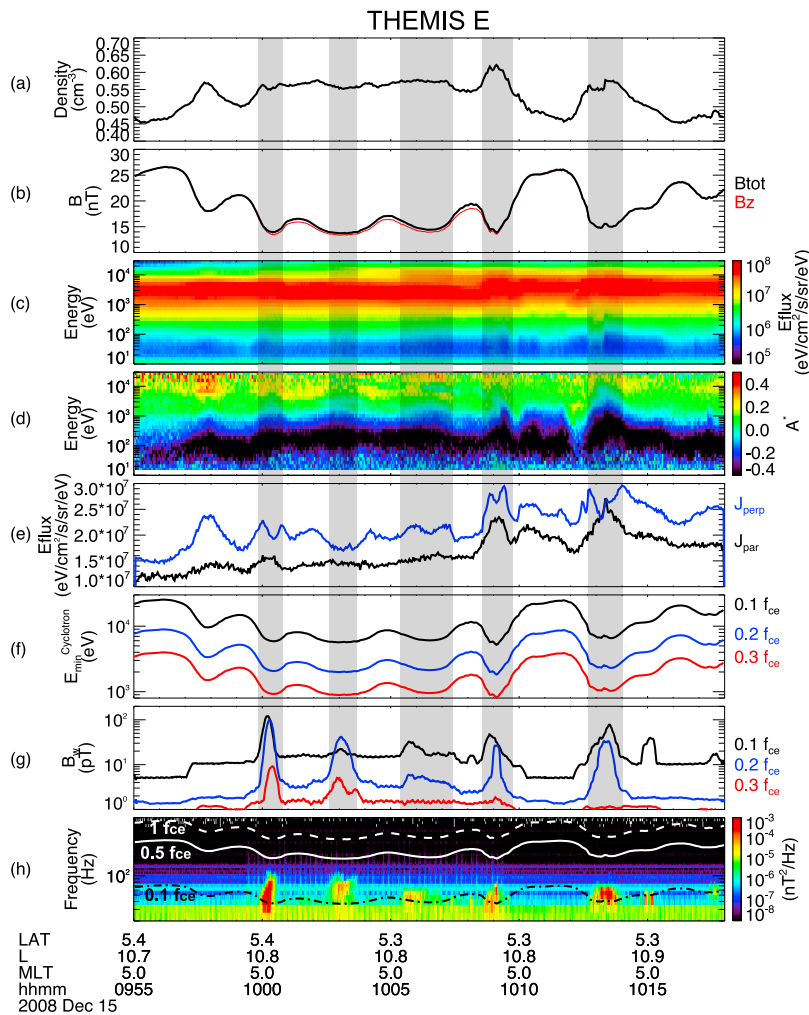 THEMIS E
(a)
Density
(cm⁻³)
0.70
0.65
0.60
0.55
0.50
0.45
0.40
(b)
B
(nT)
30
25
20
15
10
Btot
Bz
(c)
Energy
(eV)
10⁴
10³
10²
10¹
10⁸
10⁷
10⁶
10⁵
Eflux
(eV/cm²/s/sr/eV)
(d)
Energy
(eV)
10⁴
10³
10²
10¹
0.4
0.2
0.0
-0.2
-0.4
A*
(e)
Eflux
(eV/cm²/s/sr/eV)
3.0*10⁷
2.5*10⁷
2.0*10⁷
1.5*10⁷
1.0*10⁷
J perp
J par
(f)
E min Cyclotron
(eV)
10⁴
10³
0.1 fce
0.2 fce
0.3 fce
(g)
Bw
(pT)
10²
10¹
10⁰
0.1 fce
0.2 fce
0.3 fce
(h)
Frequency
(Hz)
10²
1 fce
0.5 fce
0.1 fce
10⁻³
10⁻⁴
10⁻⁵
10⁻⁶
10⁻⁷
10⁻⁸
(nT²/Hz)
LAT 5.4 5.4 5.3 5.3 5.3
L 10.7 10.8 10.8 10.8 10.9
MLT 5.0 5.0 5.0 5.0 5.0
hhmm 0955 1000 1005 1010 1015
2008 Dec 15